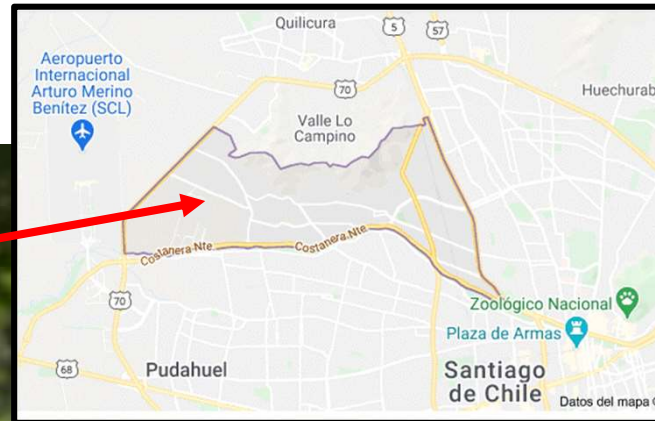 Quilicura
5
57
Aeropuerto
Internacional
Arturo Merino
Benítez (SCL)
70
Valle Lo
Campino
Huechurab
Costanera Nte.
Costanera Nte.
70
Zoológico Nacional
Plaza de Armas
68
Pudahuel
Santiago
de Chile
Datos del mapa ©